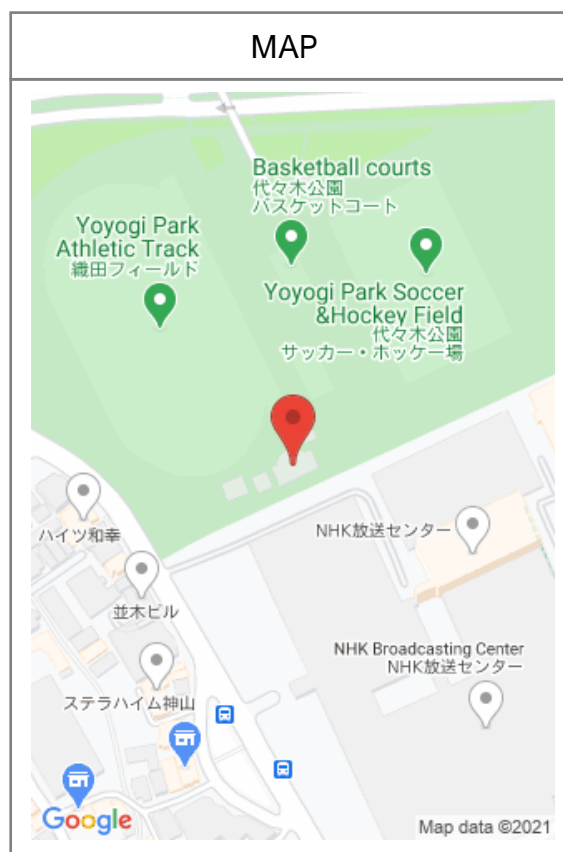 MAP
Basketball courts
代々木公園
バスケットコート
Yoyogi Park
Athletic Track
織田フィールド
Yoyogi Park Soccer
&Hockey Field
代々木公園
サッカー・ホッケー場
ハイツ和幸
NHK放送センター
並木ビル
NHK Broadcasting Center
NHK放送センター
ステラハイム神山
Google
Map data ©2021